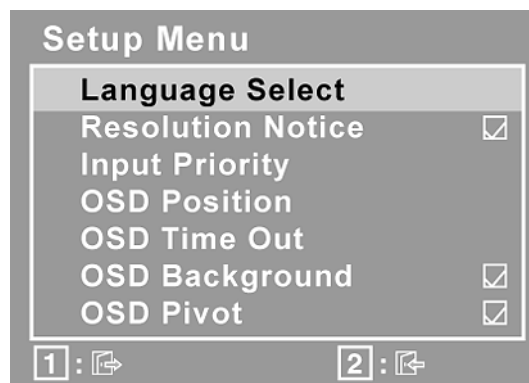 Setup Menu
Language Select
Resolution Notice
Input Priority
OSD Position
OSD Time Out
OSD Background
OSD Pivot
1 : 2 :